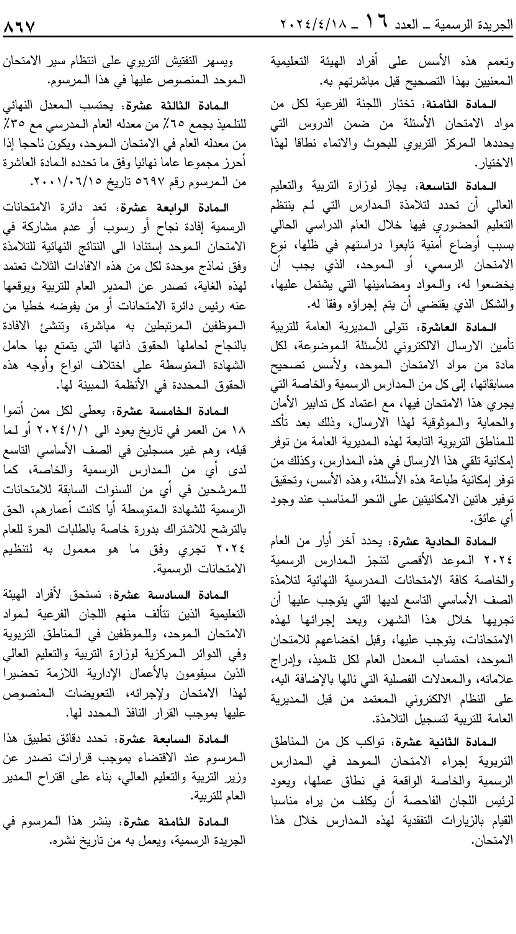 الجريدة الرسمية ــ العدد ١٦ ــ ٢٠٢٤/٤/١٨
٨٦٧
وتعمم هذه الأسس على أفراد الهيئة التعليمية
المعنيين بهذا التصحيح قبل مباشرتهم به.
المادة الثامنة: تختار اللجنة الفرعية لكل من
مواد الامتحان الأسئلة من ضمن الدروس التي
يحددها المركز التربوي للبحوث والانماء نطاقا لهذا
الاختيار.
المادة التاسعة: يجاز لوزارة التربية والتعليم
العالي أن تحدد لتلامذة المدارس التي لم ينتظم
التعليم الحضوري فيها خلال العام الدراسي الحالي
بسبب أوضاع أمنية تابعوا دراستهم في ظلها، نوع
الامتحان الرسمي، أو الموحد، الذي يجب أن
يخضعوا له، والمواد ومضامينها التي يشتمل عليها،
والشكل الذي يقتضي أن يتم إجراؤه وفقا له.
المادة العاشرة: تتولى المديرية العامة للتربية
تأمين الارسال الالكتروني للأسئلة الموضوعة، لكل
مادة من مواد الامتحان الموحد، ولأسس تصحيح
مسابقاتها، إلى كل من المدارس الرسمية والخاصة التي
يجري هذا الامتحان فيها، مع اعتماد كل تدابير الأمان
والحماية والموثوقية لهذا الارسال، وذلك بعد تأكد
للمناطق التربوية التابعة لهذه المديرية العامة من توفر
إمكانية تلقي هذا الارسال في هذه المدارس، وكذلك من
توفر إمكانية طباعة هذه الأسئلة، وهذه الأسس، وتحقيق
توفير هاتين الامكانيتين على النحو المناسب عند وجود
أي عائق.
المادة الحادية عشرة: يحدد آخر أيار من العام
٢٠٢٤ الموعد الأقصى لتنجز المدارس الرسمية
والخاصة كافة الامتحانات المدرسية النهائية لتلامذة
الصف الأساسي التاسع لديها التي يتوجب عليها أن
تجريها خلال هذا الشهر، وبعد إجرائها لهذه
الامتحانات، يتوجب عليها، وقبل اخضاعهم للامتحان
الموحد، احتساب المعدل العام لكل تلميذ، وإدراج
علاماته، والمعدلات الفصلية التي نالها بالإضافة اليه،
على النظام الالكتروني المعتمد من قبل المديرية
العامة للتربية لتسجيل التلامذة.
المادة الثانية عشرة: تواكب كل من المناطق
التربوية إجراء الامتحان الموحد في المدارس
الرسمية والخاصة الواقعة في نطاق عملها، ويعود
لرئيس اللجان الفاحصة أن يكلف من يراه مناسبا
القيام بالزيارات التفقدية لهذه المدارس خلال هذا
الامتحان.
ويسهر التفتيش التربوي على انتظام سير الامتحان
الموحد المنصوص عليها في هذا المرسوم.
المادة الثالثة عشرة: يحتسب المعدل النهائي
للتلميذ بجمع ٦٥٪ من معدله العام المدرسي مع ٣٥٪
من معدله العام في الامتحان الموحد، ويكون ناجحا إذا
أحرز مجموعا عاما نهائيا وفق ما تحدده المادة العاشرة
من المرسوم رقم ٥٦٩٧ تاريخ ٢٠٠١/٠٦/١٥.
المادة الرابعة عشرة: تعد دائرة الامتحانات
الرسمية إفادة نجاح أو رسوب أو عدم مشاركة في
الامتحان الموحد إستنادا الى النتائج النهائية للتلامذة
وفق نماذج موحدة لكل من هذه الافادات الثلاث تعتمد
لهذه الغاية، تصدر عن المدير العام للتربية ويوقعها
عنه رئيس دائرة الامتحانات أو من يفوضه خطيا من
الموظفين المرتبطين به مباشرة، وتنشئ الافادة
بالنجاح لحاملها الحقوق ذاتها التي يتمتع بها حامل
الشهادة المتوسطة على اختلاف انواع وأوجه هذه
الحقوق المحددة في الأنظمة المبينة لها.
المادة الخامسة عشرة: يعطى لكل ممن أتموا
١٨ من العمر في تاريخ يعود الى ٢٠٢٤/١/١ أو لما
قبله، وهم غير مسجلين في الصف الأساسي التاسع
لدى أي من المدارس الرسمية والخاصة، كما
للمرشحين في أي من السنوات السابقة للامتحانات
الرسمية للشهادة المتوسطة أيا كانت أعمارهم، الحق
بالترشح للاشتراك بدورة خاصة بالطلبات الحرة للعام
٢٠٢٤ تجري وفق ما هو معمول به لتنظيم
الامتحانات الرسمية.
المادة السادسة عشرة: تستحق لأفراد الهيئة
التعليمية الذين تتألف منهم اللجان الفرعية لمواد
الامتحان الموحد، وللموظفين في المناطق التربوية
وفي الدوائر المركزية لوزارة التربية والتعليم العالي
الذين سيقومون بالأعمال الإدارية اللازمة تحضيرا
لهذا الامتحان ولإجرائه، التعويضات المنصوص
عليها بموجب القرار النافذ المحدد لها.
المادة السابعة عشرة: تحدد دقائق تطبيق هذا
المرسوم عند الاقتضاء بموجب قرارات تصدر عن
وزير التربية والتعليم العالي، بناء على اقتراح المدير
العام للتربية.
المادة الثامنة عشرة: ينشر هذا المرسوم في
الجريدة الرسمية، ويعمل به من تاريخ نشره.